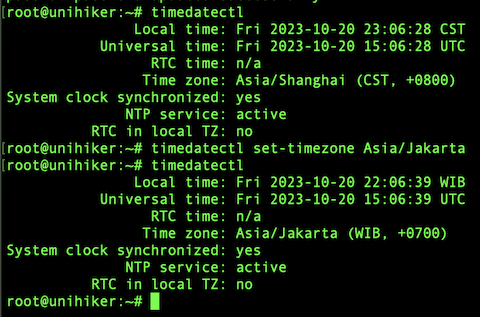 [root@unihiker:~# timedatectl
Local time: Fri 2023-10-20 23:06:28 CST
Universal time: Fri 2023-10-20 15:06:28 UTC
RTC time: n/a
Time zone: Asia/Shanghai (CST, +0800)
System clock synchronized: yes
NTP service: active
RTC in local TZ: no
[root@unihiker:~# timedatectl set-timezone Asia/Jakarta
[root@unihiker:~# timedatectl
Local time: Fri 2023-10-20 22:06:39 WIB
Universal time: Fri 2023-10-20 15:06:39 UTC
RTC time: n/a
Time zone: Asia/Jakarta (WIB, +0700)
System clock synchronized: yes
NTP service: active
RTC in local TZ: no
root@unihiker:~#